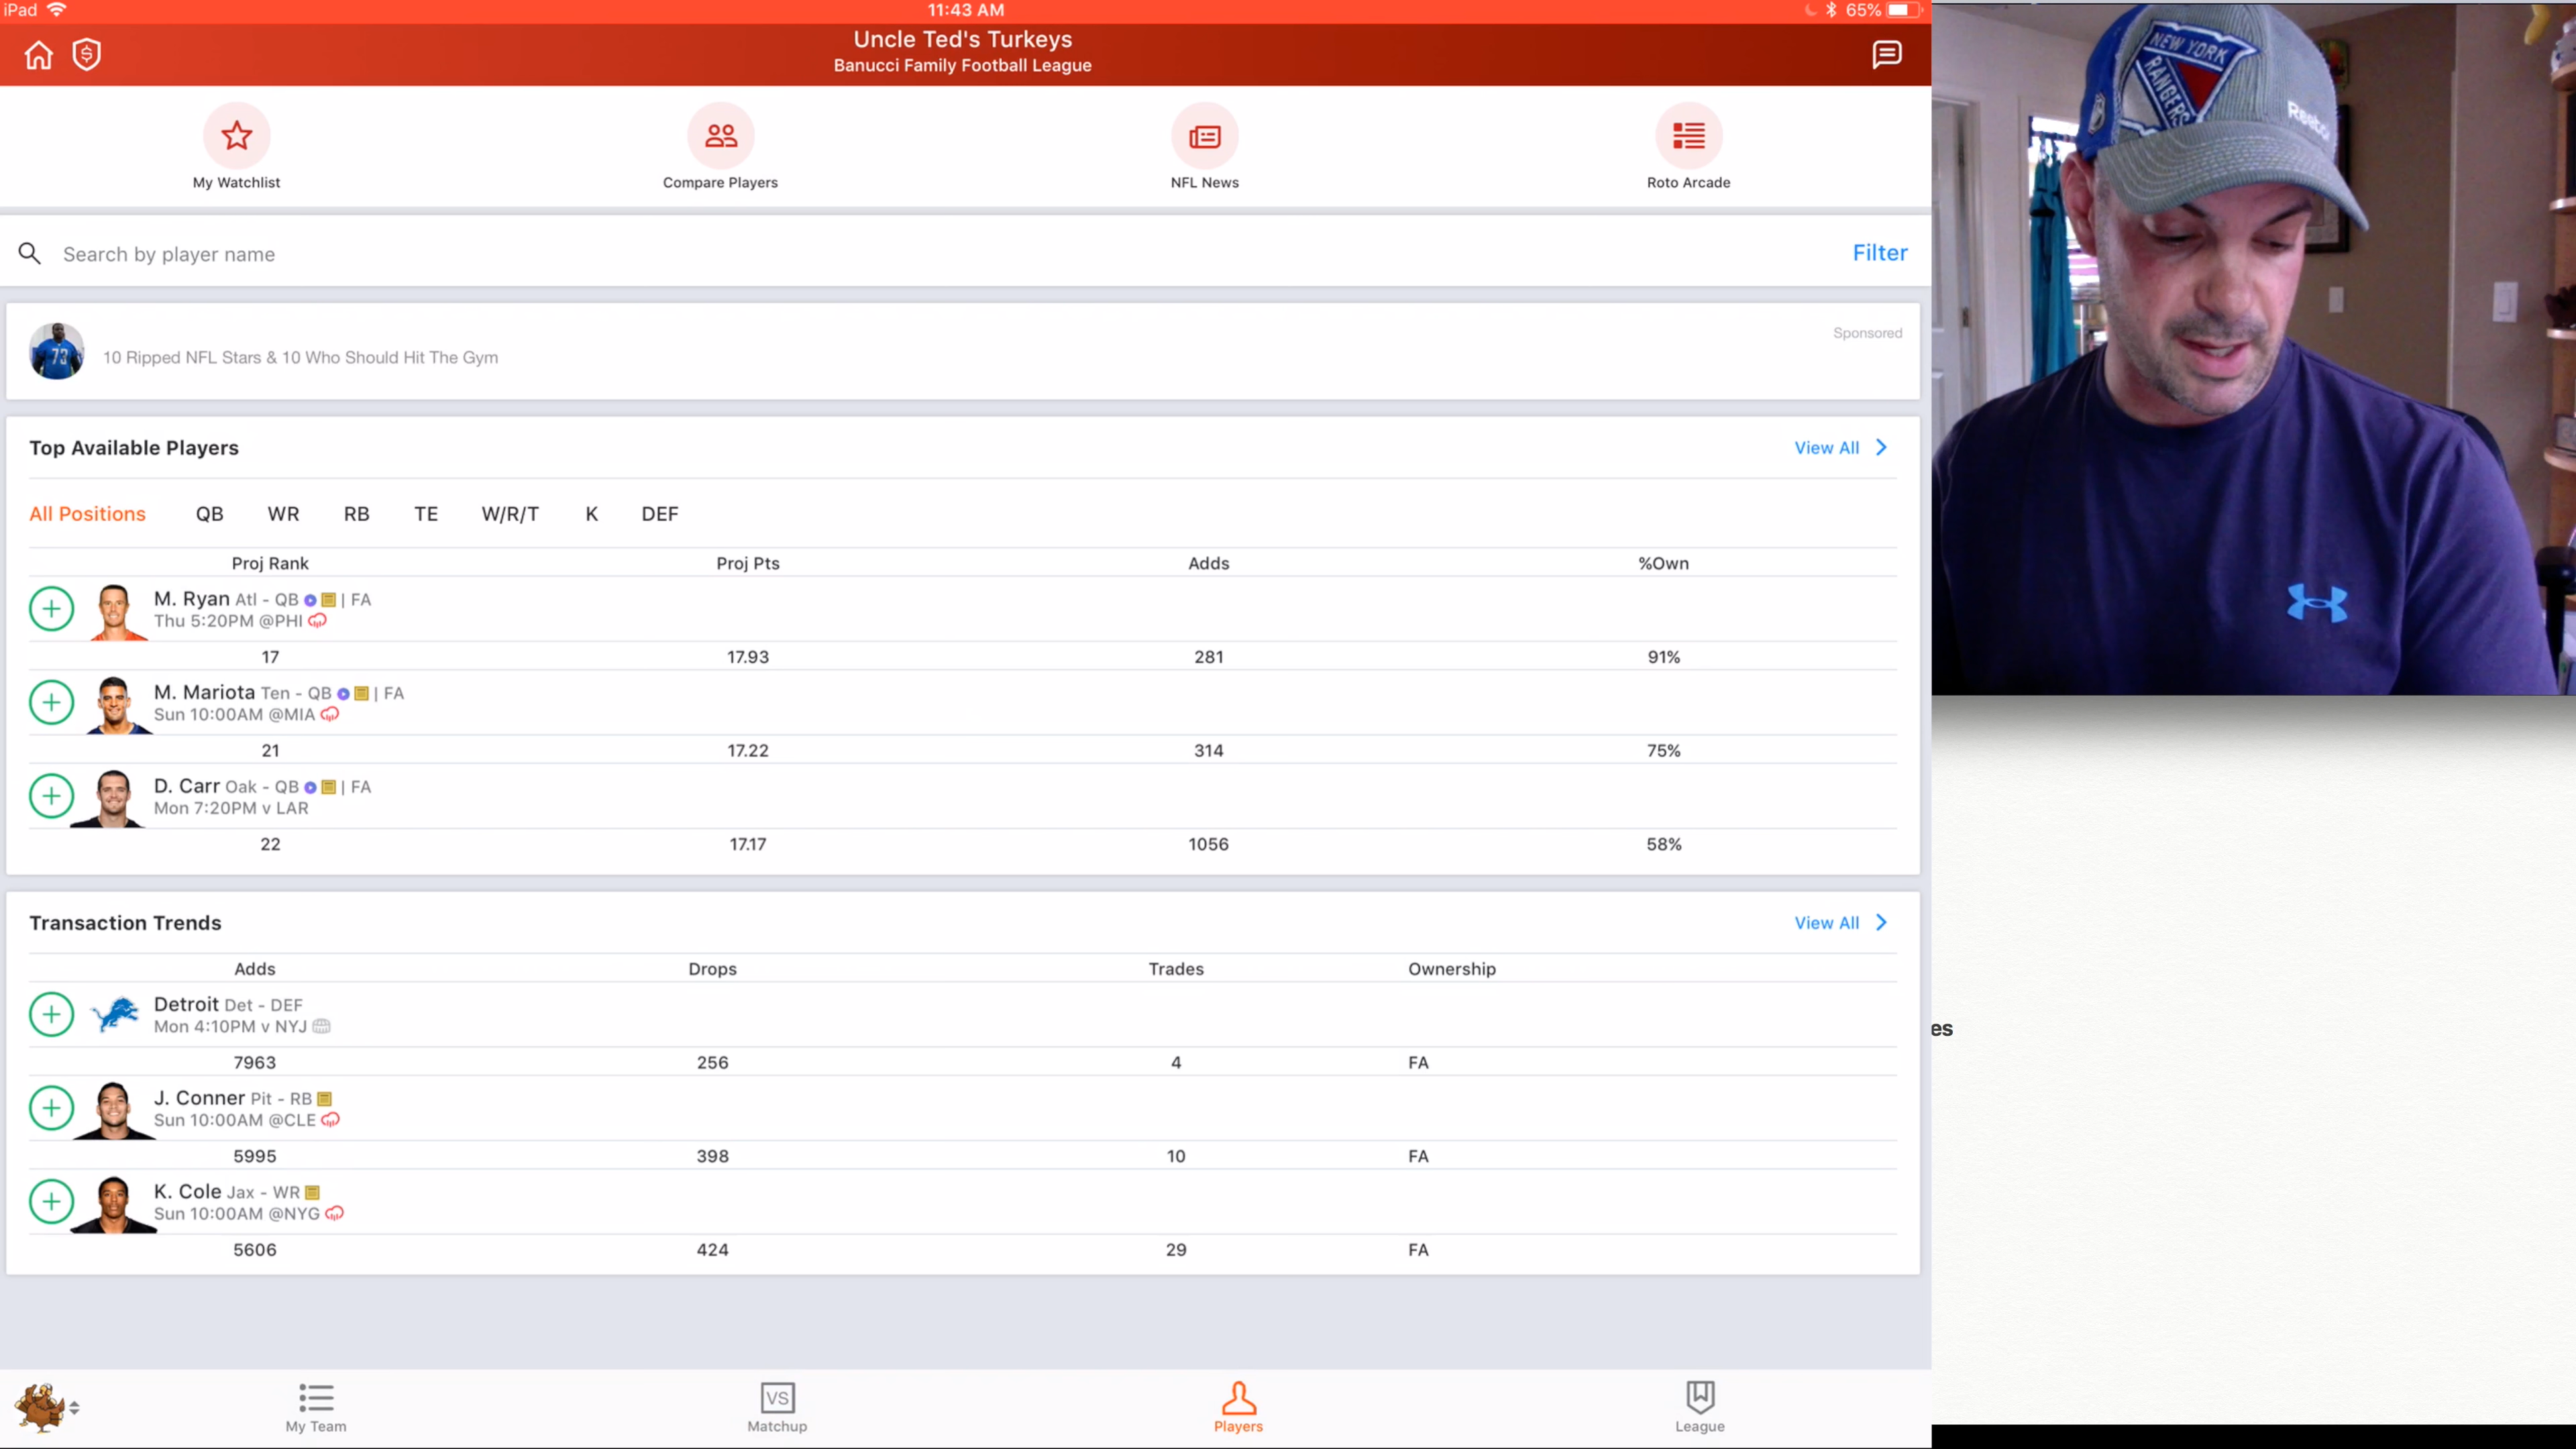 iPad
11:43 AM
65%
Uncle Ted's Turkeys
Banucci Family Football League
My Watchlist
Compare Players
NFL News
Roto Arcade
Search by player name
Filter
73
10 Ripped NFL Stars & 10 Who Should Hit The Gym
Sponsored
Top Available Players
View All
All Positions QB WR RB TE W/R/T K DEF
Proj Rank Proj Pts Adds %Own
M. Ryan Atl - QB | FA
Thu 5:20PM @PHI
17 17.93 281 91%
M. Mariota Ten - QB | FA
Sun 10:00AM @MIA
21 17.22 314 75%
D. Carr Oak - QB | FA
Mon 7:20PM v LAR
22 17.17 1056 58%
Transaction Trends
View All
Adds Drops Trades Ownership
Detroit Det - DEF
Mon 4:10PM v NYJ
7963 256 4 FA
J. Conner Pit - RB
Sun 10:00AM @CLE
5995 398 10 FA
K. Cole Jax - WR
Sun 10:00AM @NYG
5606 424 29 FA
My Team
VS
Matchup
Players
League
NEW YORK
RANGERS
Reebok
es